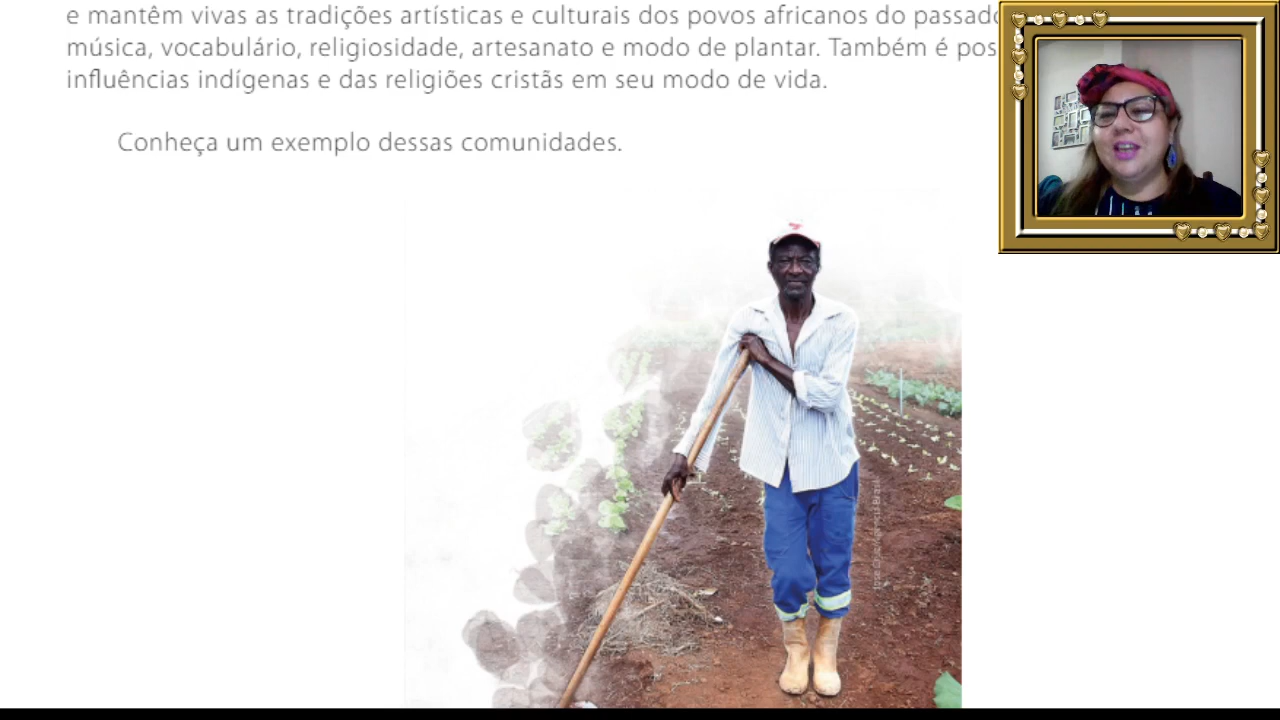 e mantêm vivas as tradições artísticas e culturais dos povos africanos do passado
música, vocabulário, religiosidade, artesanato e modo de plantar. Também é pos
influências indígenas e das religiões cristãs em seu modo de vida.
Conheça um exemplo dessas comunidades.